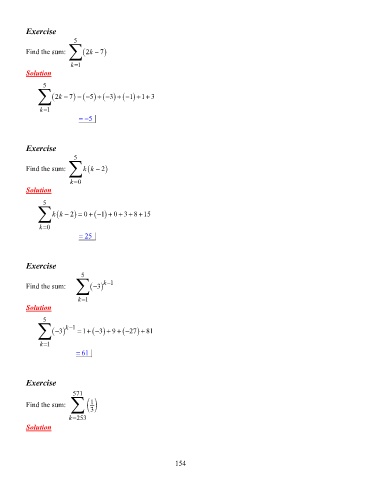 Exercise
Find the sum: $\sum_{k=1}^{5} (2k-7)$
Solution
$\sum_{k=1}^{5} (2k-7) = (-5)+(-3)+(-1)+1+3$
= −5
Exercise
Find the sum: $\sum_{k=0}^{5} k(k-2)$
Solution
$\sum_{k=0}^{5} k(k-2) = 0+(-1)+0+3+8+15$
= 25
Exercise
Find the sum: $\sum_{k=1}^{5} (-3)^{k-1}$
Solution
$\sum_{k=1}^{5} (-3)^{k-1} = 1+(-3)+9+(-27)+81$
= 61
Exercise
Find the sum: $\sum_{k=253}^{571} \left(\frac{1}{3}\right)$
Solution
154